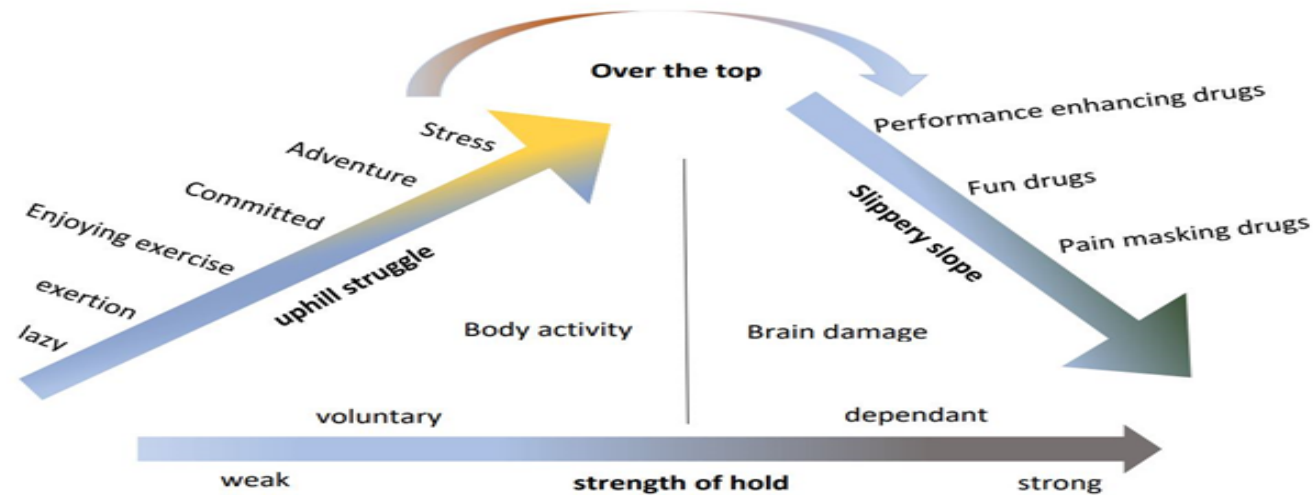 Over the top
Stress
Adventure
Committed
Enjoying exercise
exertion
lazy
uphill struggle
Performance enhancing drugs
Fun drugs
Pain masking drugs
Slippery slope
Body activity
Brain damage
voluntary
dependant
weak
strength of hold
strong